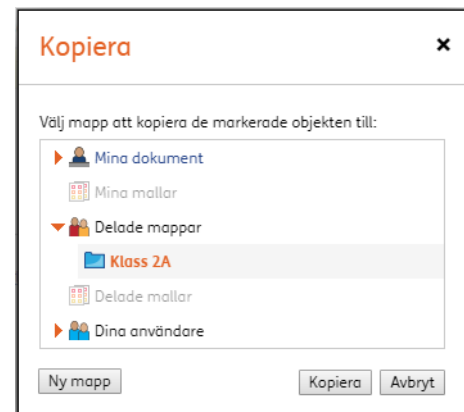 Kopiera
Välj mapp att kopiera de markerade objekten till:
Mina dokument
Mina mallar
Delade mappar
Klass 2A
Delade mallar
Dina användare
Ny mapp Kopiera Avbryt